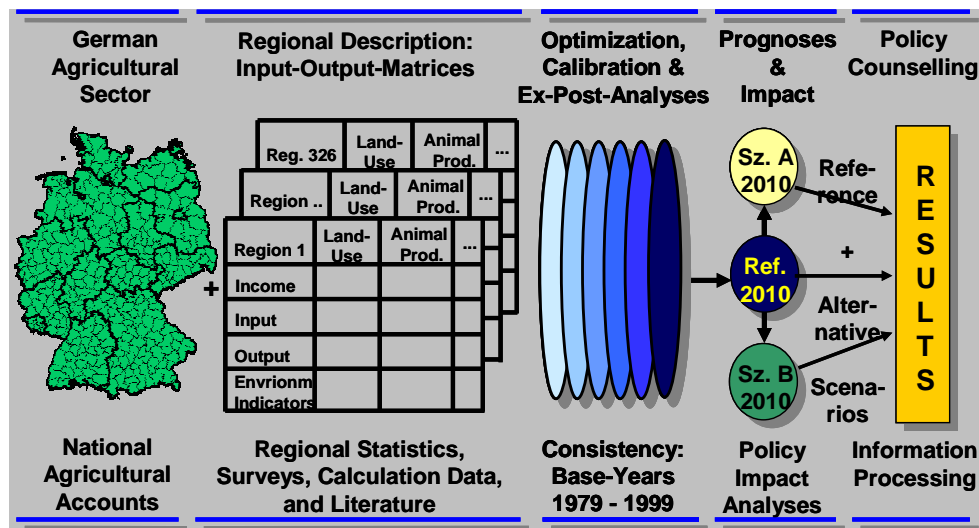 German
Agricultural
Sector
Regional Description:
Input-Output-Matrices
Optimization,
Calibration &
Ex-Post-Analyses
Prognoses
&
Impact
Policy
Counselling
Reg. 326
Land-
Use
Animal
Prod.
...
Region ..
Land-
Use
Animal
Prod.
...
Region 1
Land-
Use
Animal
Prod.
...
Income
Input
Output
Envrionm
Indicators
+
Sz. A
2010
Ref.
2010
Sz. B
2010
Refe-
rence
+
Alter-
native
Scena-
rios
R
E
S
U
L
T
S
National
Agricultural
Accounts
Regional Statistics,
Surveys, Calculation Data,
and Literature
Consistency:
Base-Years
1979 - 1999
Policy
Impact
Analyses
Information
Processing